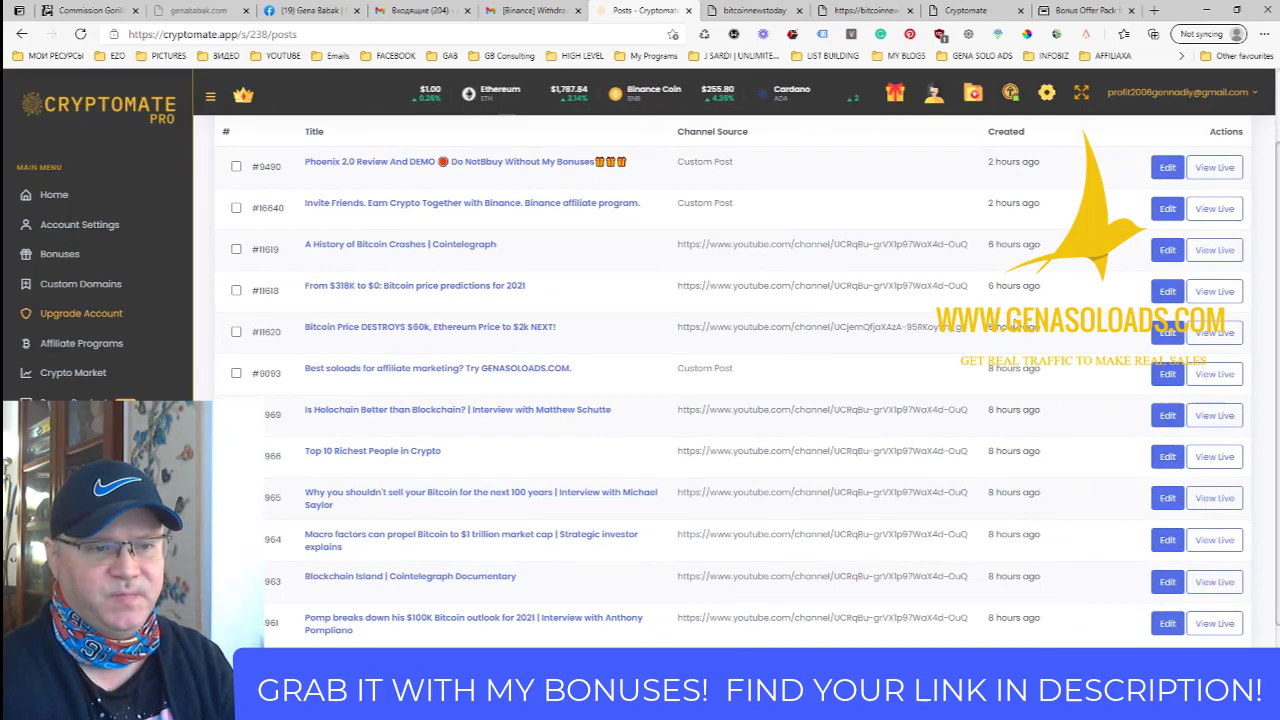 Commission Goril
genababak.com
(19) Gena Babak |
Входящие (204) -
[Binance] Withdra
Posts - Cryptomate
bitcoinnewstoday
https://bitcoinnew
Cryptomate
Bonus Offer Pack
https://cryptomate.app/s/238/posts
Not syncing
МОИ РЕСУРСЫ
EZO
PICTURES
ВИДЕО
YOUTUBE
Emails
FACEBOOK
GAB
GB Consulting
HIGH LEVEL
My Programs
J SARDI | UNLIMITE...
LIST BUILDING
MY BLOGS
GENA SOLO ADS
INFOBIZ
AFFILIAXA
Other favourites
CRYPTOMATE
PRO
$1.00
0.26%
Ethereum
ETH
$1,787.84
2.14%
Binance Coin
BNB
$255.80
4.36%
Cardano
ADA
2
profit2006gennadiy@gmail.com
MAIN MENU
Home
Account Settings
Bonuses
Custom Domains
Upgrade Account
Affiliate Programs
Crypto Market
# Title Channel Source Created Actions
#9490 Phoenix 2.0 Review And DEMO 🔴 Do NotBbuy Without My Bonuses🎁🎁🎁 Custom Post 2 hours ago Edit View Live
#16640 Invite Friends. Earn Crypto Together with Binance. Binance affiliate program. Custom Post 2 hours ago Edit View Live
#11619 A History of Bitcoin Crashes | Cointelegraph https://www.youtube.com/channel/UCRqBu-grVX1p97WaX4d-OuQ 6 hours ago Edit View Live
#11618 From $318K to $0: Bitcoin price predictions for 2021 https://www.youtube.com/channel/UCRqBu-grVX1p97WaX4d-OuQ 6 hours ago Edit View Live
#11620 Bitcoin Price DESTROYS $60k, Ethereum Price to $2k NEXT! Edit View Live
WWW.GENASOLOADS.COM
GET REAL TRAFFIC TO MAKE REAL SALES
#9093 Best soloads for affiliate marketing? Try GENASOLOADS.COM. Custom Post 8 hours ago Edit View Live
969 Is Holochain Better than Blockchain? | Interview with Matthew Schutte https://www.youtube.com/channel/UCRqBu-grVX1p97WaX4d-OuQ 8 hours ago Edit View Live
966 Top 10 Richest People in Crypto https://www.youtube.com/channel/UCRqBu-grVX1p97WaX4d-OuQ 8 hours ago Edit View Live
965 Why you shouldn't sell your Bitcoin for the next 100 years | Interview with Michael https://www.youtube.com/channel/UCRqBu-grVX1p97WaX4d-OuQ 8 hours ago Edit View Live
Saylor
964 Macro factors can propel Bitcoin to $1 trillion market cap | Strategic investor https://www.youtube.com/channel/UCRqBu-grVX1p97WaX4d-OuQ 8 hours ago Edit View Live
explains
963 Blockchain Island | Cointelegraph Documentary https://www.youtube.com/channel/UCRqBu-grVX1p97WaX4d-OuQ 8 hours ago Edit View Live
961 Pomp breaks down his $100K Bitcoin outlook for 2021 | Interview with Anthony https://www.youtube.com/channel/UCRqBu-grVX1p97WaX4d-OuQ 8 hours ago Edit View Live
Pompliano
GRAB IT WITH MY BONUSES! FIND YOUR LINK IN DESCRIPTION!